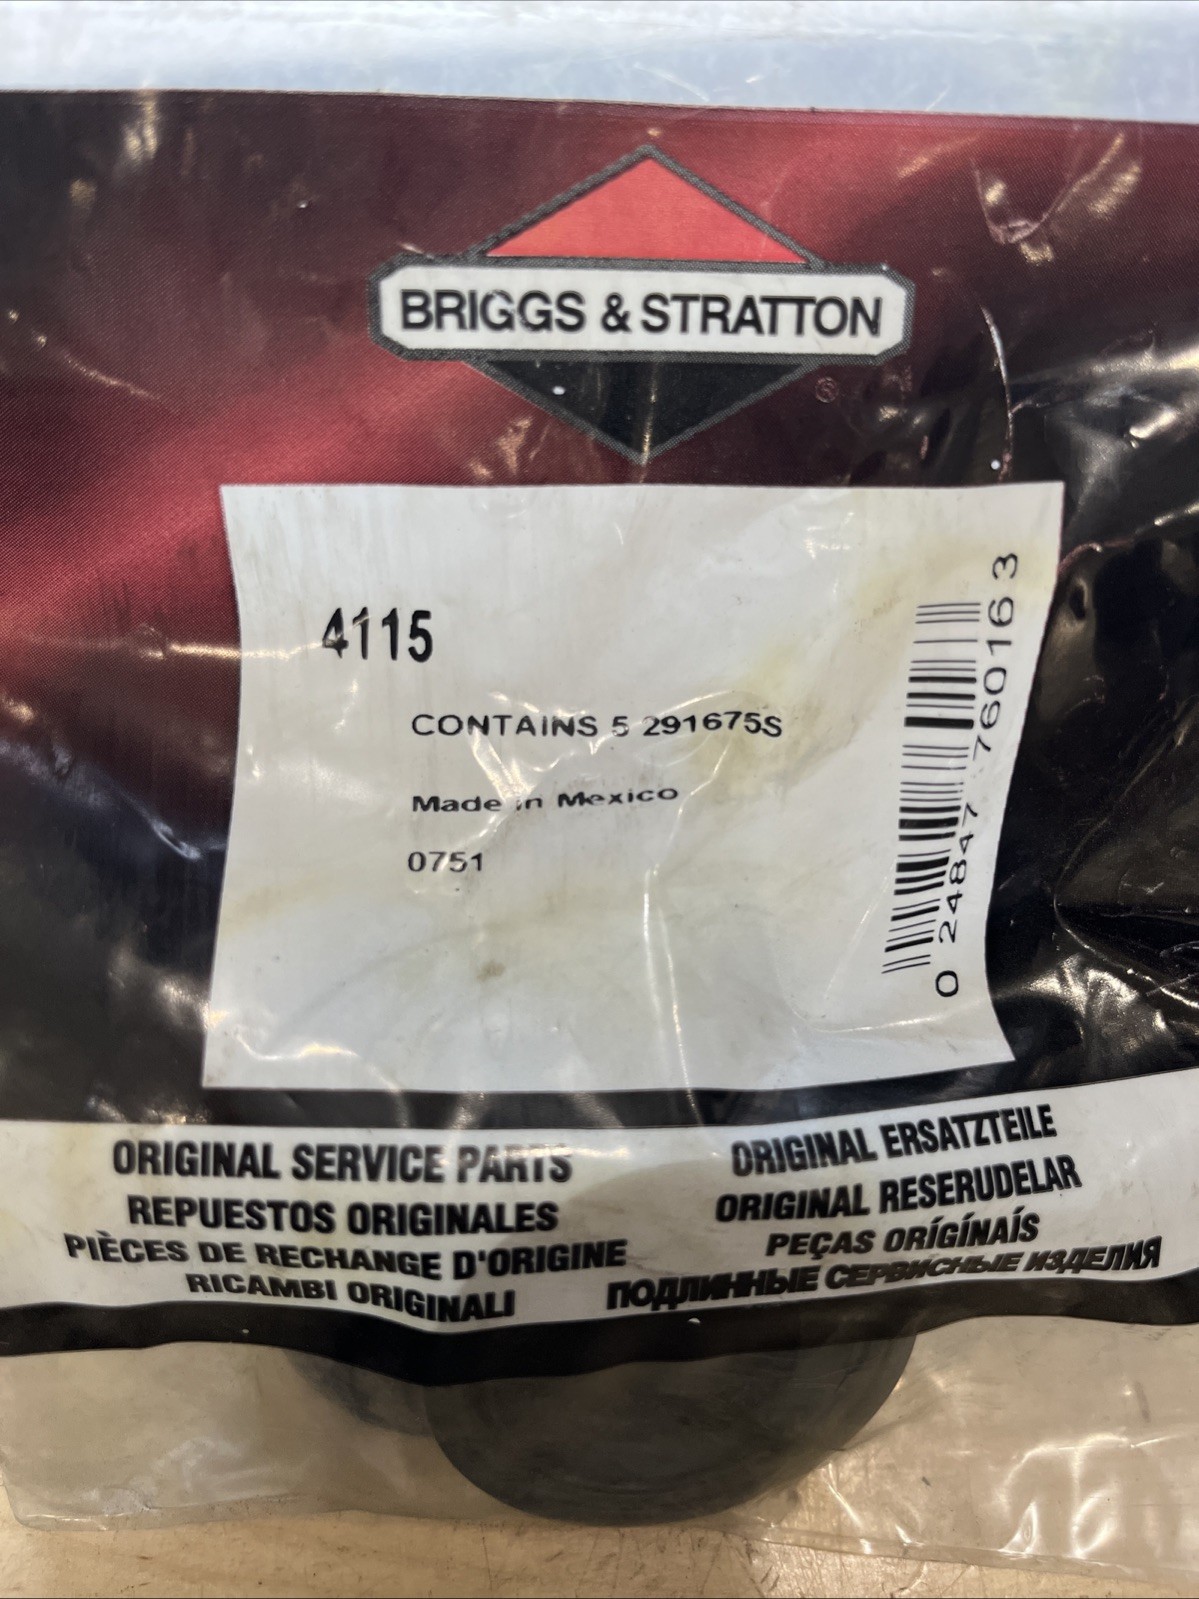 BRIGGS & STRATTON
®
4115
CONTAINS 5 291675S
Made in Mexico
0751
0 24847 76016 3
ORIGINAL SERVICE PARTS
REPUESTOS ORIGINALES
PIÈCES DE RECHANGE D'ORIGINE
RICAMBI ORIGINALI
ORIGINAL ERSATZTEILE
ORIGINAL RESERUDELAR
PEÇAS ORÍGÍNAÍS
ПОДЛИННЫЕ СЕРВИСНЫЕ ИЗДЕЛИЯ